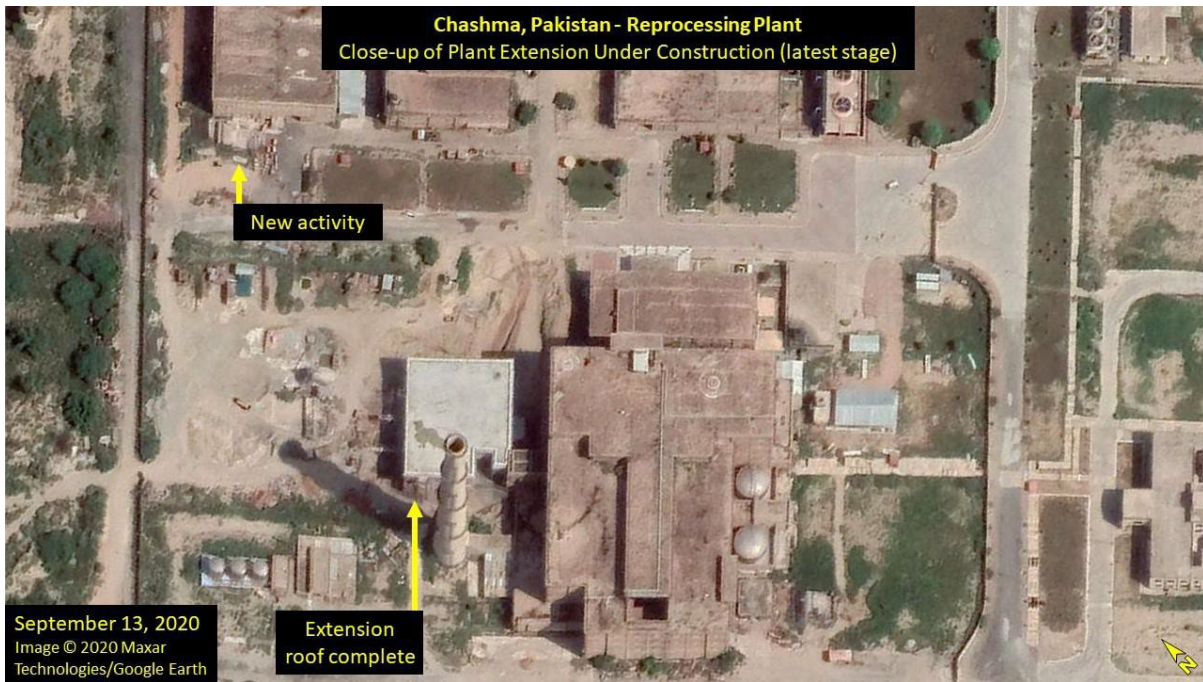 Chashma, Pakistan - Reprocessing Plant
Close-up of Plant Extension Under Construction (latest stage)
New activity
Extension
roof complete
September 13, 2020
Image © 2020 Maxar
Technologies/Google Earth
N